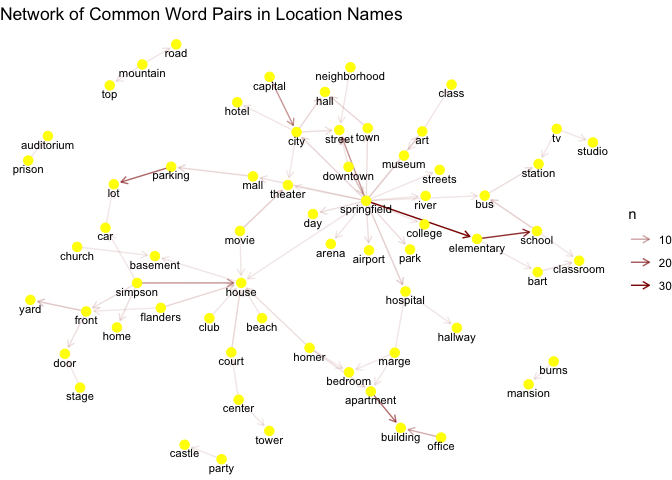 Network of Common Word Pairs in Location Names
road
mountain
top
capital
neighborhood
class
hall
hotel
city
street
town
art
tv
studio
auditorium
prison
parking
mall
theater
downtown
museum
streets
station
lot
springfield
river
bus
day
college
n
car
movie
elementary
school
10
church
basement
arena
airport
park
20
bart
classroom
30
simpson
house
hospital
yard
front
flanders
home
club
beach
hallway
door
court
homer
marge
bedroom
burns
stage
center
apartment
mansion
tower
building
office
castle
party